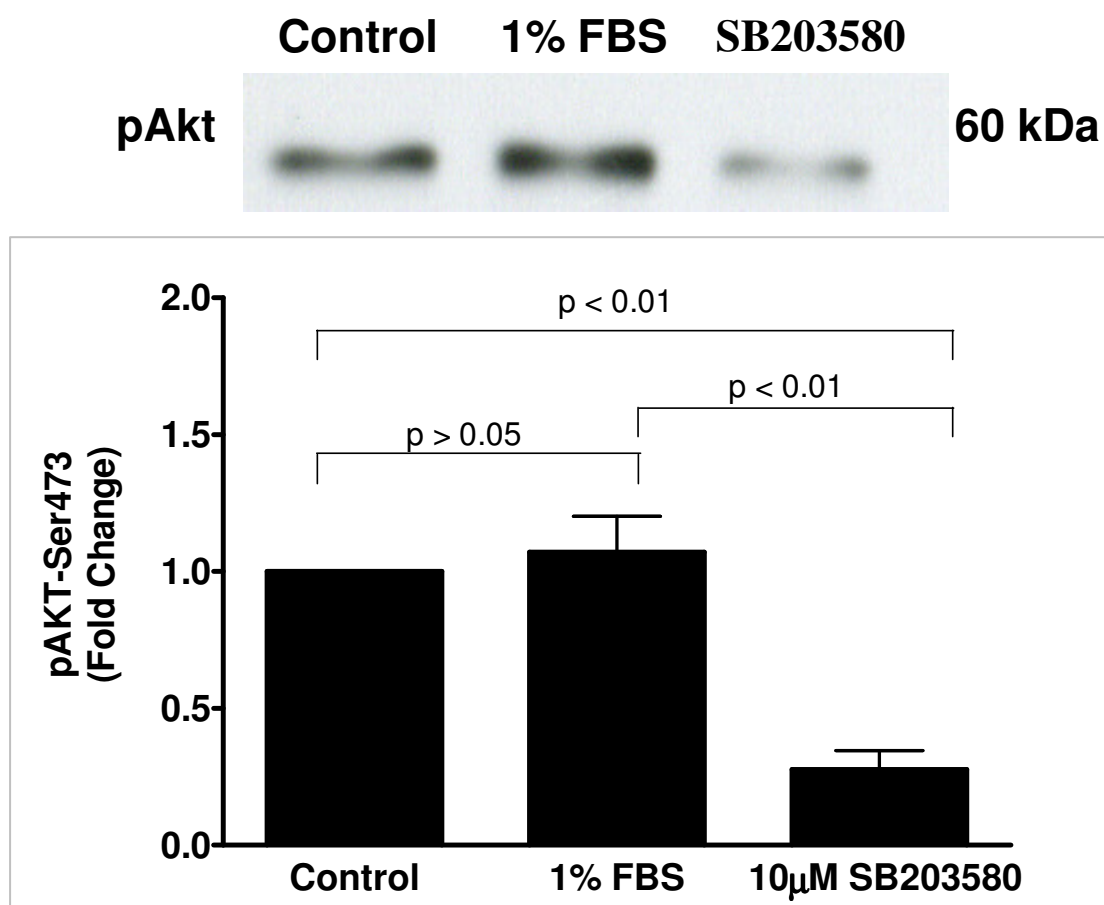 Control 1% FBS SB203580
pAkt 60 kDa
2.0
p < 0.01
p < 0.01
1.5
p > 0.05
pAKT-Ser473
(Fold Change)
1.0
0.5
0.0
Control 1% FBS 10μM SB203580